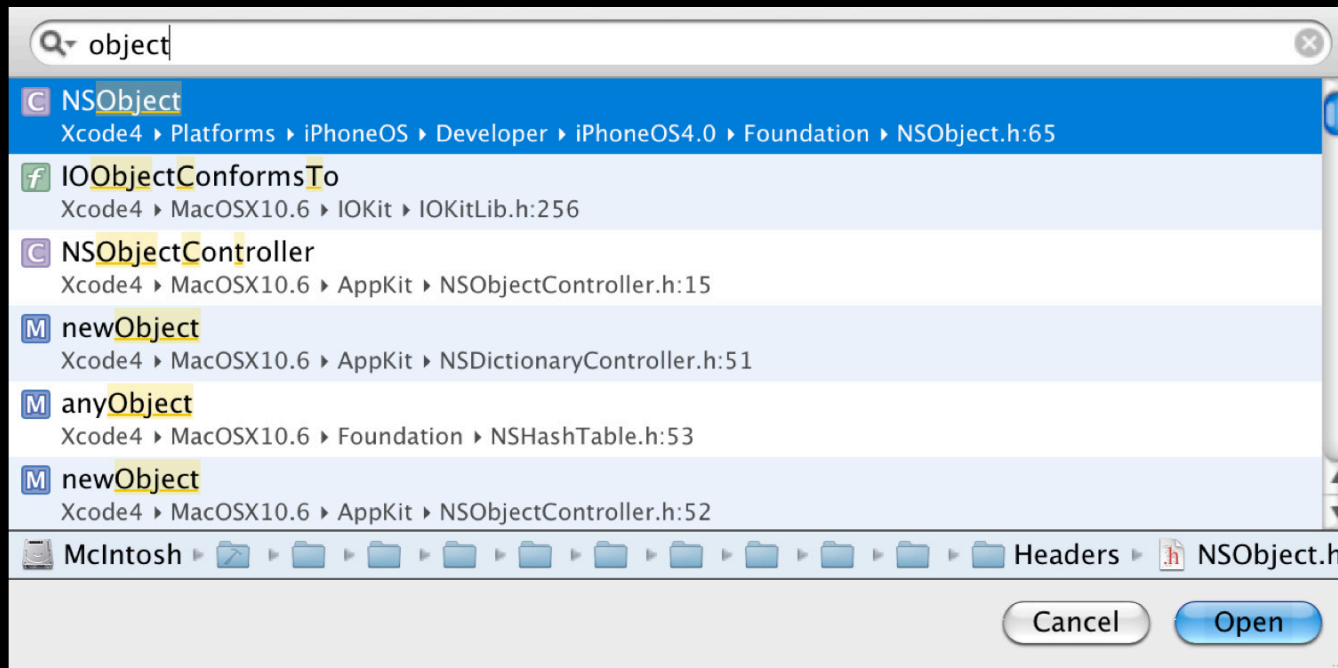 object
C NSObject
Xcode4 ▸ Platforms ▸ iPhoneOS ▸ Developer ▸ iPhoneOS4.0 ▸ Foundation ▸ NSObject.h:65
f IOObjectConformsTo
Xcode4 ▸ MacOSX10.6 ▸ IOKit ▸ IOKitLib.h:256
C NSObjectController
Xcode4 ▸ MacOSX10.6 ▸ AppKit ▸ NSObjectController.h:15
M newObject
Xcode4 ▸ MacOSX10.6 ▸ AppKit ▸ NSDictionaryController.h:51
M anyObject
Xcode4 ▸ MacOSX10.6 ▸ Foundation ▸ NSHashTable.h:53
M newObject
Xcode4 ▸ MacOSX10.6 ▸ AppKit ▸ NSObjectController.h:52
McIntosh ▸ ▸ ▸ ▸ ▸ ▸ ▸ ▸ ▸ ▸ ▸ Headers ▸ .h NSObject.h
Cancel Open